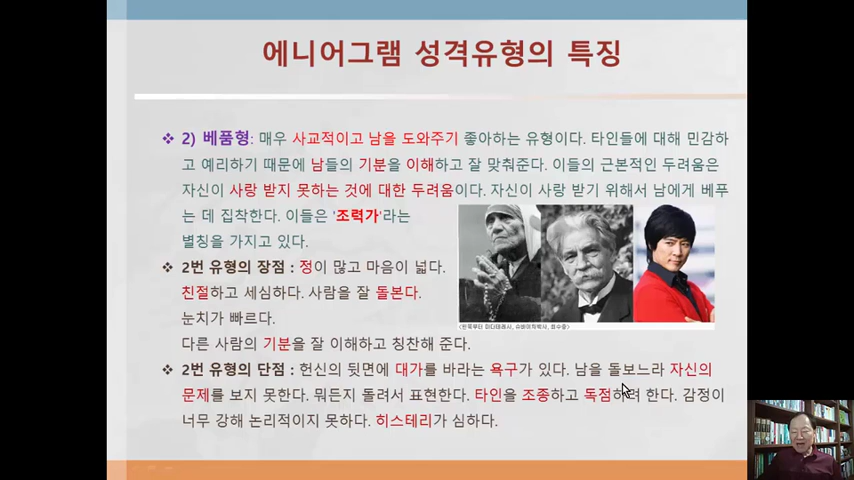 에니어그램 성격유형의 특징
❖ 2) 베품형: 매우 사교적이고 남을 도와주기 좋아하는 유형이다. 타인들에 대해 민감하
고 예리하기 때문에 남들의 기분을 이해하고 잘 맞춰준다. 이들의 근본적인 두려움은
자신이 사랑 받지 못하는 것에 대한 두려움이다. 자신이 사랑 받기 위해서 남에게 베푸
는 데 집착한다. 이들은 '조력가'라는
별칭을 가지고 있다.
❖ 2번 유형의 장점 : 정이 많고 마음이 넓다.
친절하고 세심하다. 사람을 잘 돌본다.
눈치가 빠르다.
다른 사람의 기분을 잘 이해하고 칭찬해 준다.
❖ 2번 유형의 단점 : 헌신의 뒷면에 대가를 바라는 욕구가 있다. 남을 돌보느라 자신의
문제를 보지 못한다. 뭐든지 돌려서 표현한다. 타인을 조종하고 독점하려 한다. 감정이
너무 강해 논리적이지 못하다. 히스테리가 심하다.